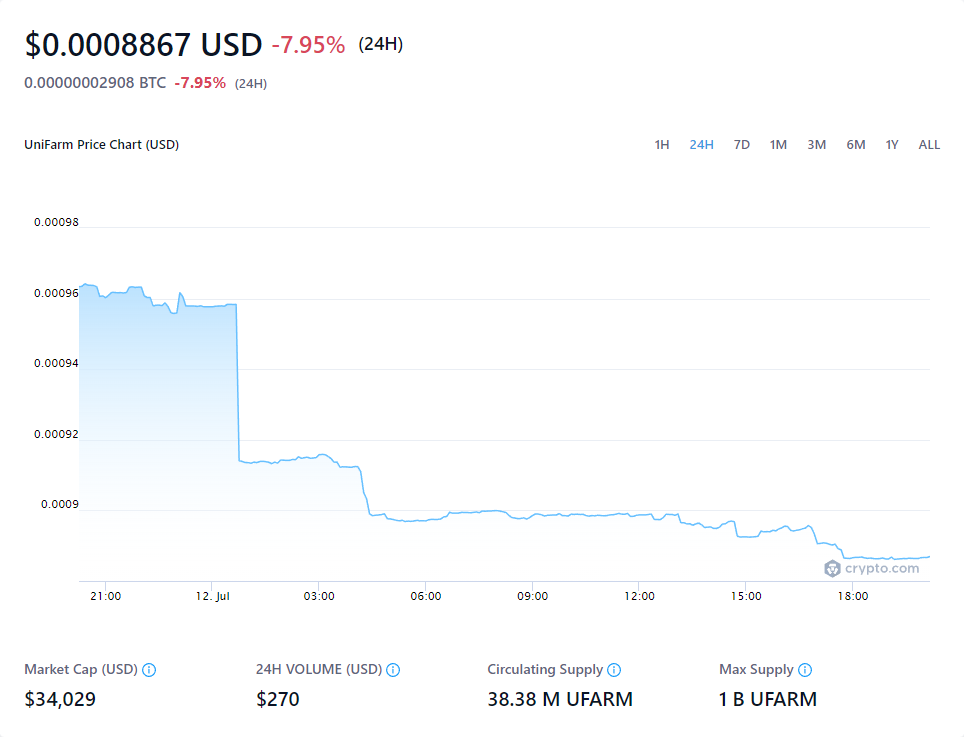 $0.0008867 USD -7.95% (24H)
0.00000002908 BTC -7.95% (24H)
UniFarm Price Chart (USD) 1H 24H 7D 1M 3M 6M 1Y ALL
0.00098
0.00096
0.00094
0.00092
0.0009
crypto.com
21:00 12. Jul 03:00 06:00 09:00 12:00 15:00 18:00
Market Cap (USD) 24H VOLUME (USD) Circulating Supply Max Supply
$34,029 $270 38.38 M UFARM 1 B UFARM